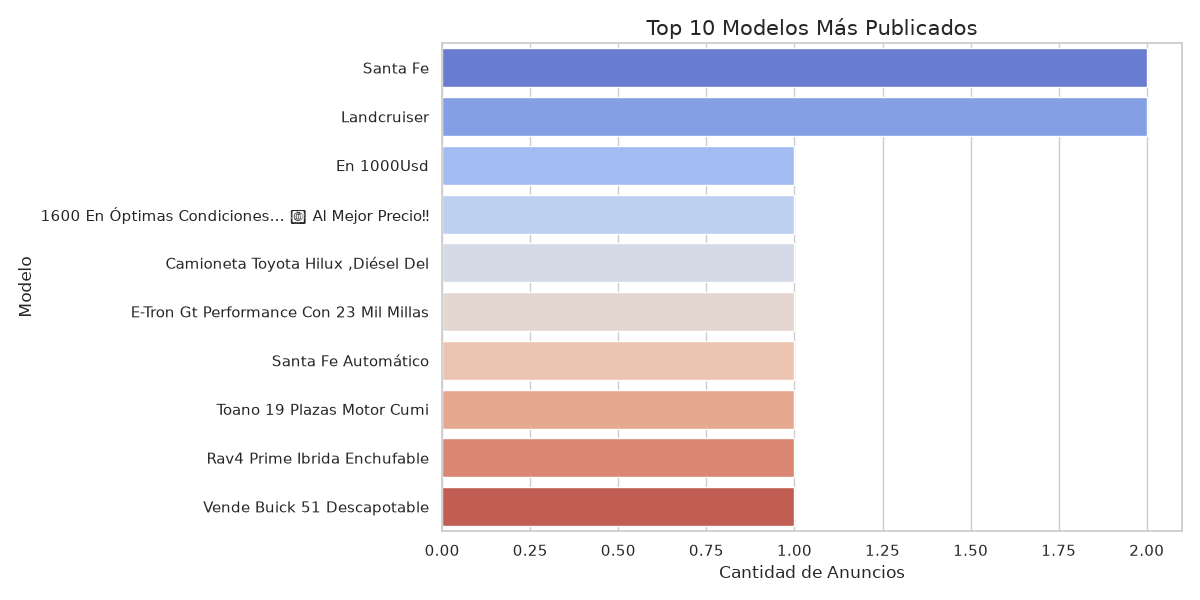 Top 10 Modelos Más Publicados
Santa Fe
Landcruiser
En 1000Usd
1600 En Óptimas Condiciones... Al Mejor Precio!!
Camioneta Toyota Hilux ,Diésel Del
E-Tron Gt Performance Con 23 Mil Millas
Santa Fe Automático
Toano 19 Plazas Motor Cumi
Rav4 Prime Ibrida Enchufable
Vende Buick 51 Descapotable
Modelo
0.00 0.25 0.50 0.75 1.00 1.25 1.50 1.75 2.00
Cantidad de Anuncios